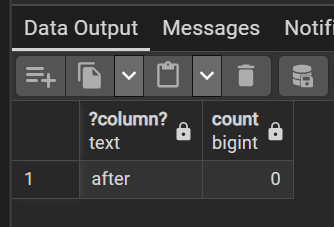 Data Output Messages Notifi
?column? count
text bigint
1 after 0